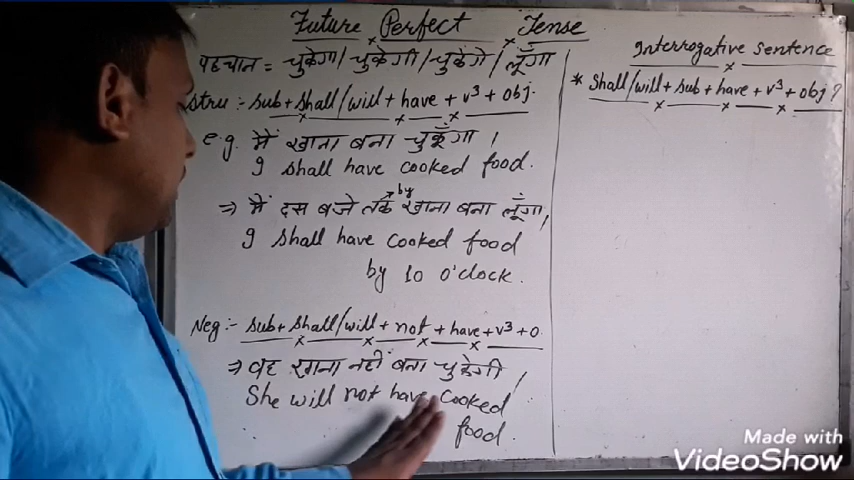 Future Perfect Tense
पहचान = चुकेगा/चुकेगी/चुकेंगे/लूँगा
Stru :- Sub + Shall/will + have + v³ + obj.
e.g. मैं खाना बना चुकूँगा।
I shall have cooked food.
⇒ मैं दस बजे तक खाना बना लूँगा।
by
I shall have cooked food
by 10 o'clock.
Neg :- Sub + Shall/will + not + have + v³ + o.
⇒ वह खाना नहीं बना चुकेगी।
She will not have cooked
food.
Interrogative Sentence
* Shall/will + sub + have + v³ + obj?
Made with
VideoShow